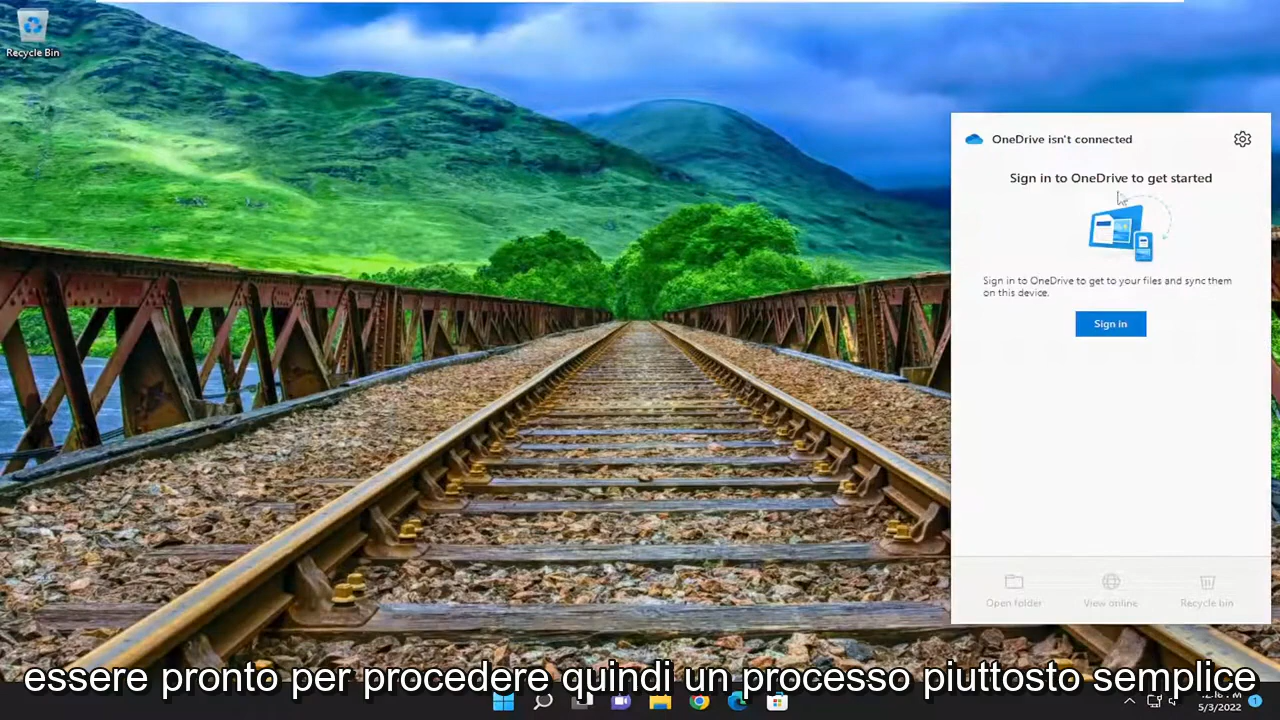 Recycle Bin
OneDrive isn't connected
Sign in to OneDrive to get started
Sign in to OneDrive to get to your files and sync them
on this device.
Sign in
Open folder
View online
Recycle bin
essere pronto per procedere quindi un processo piuttosto semplice
5/3/2022
1